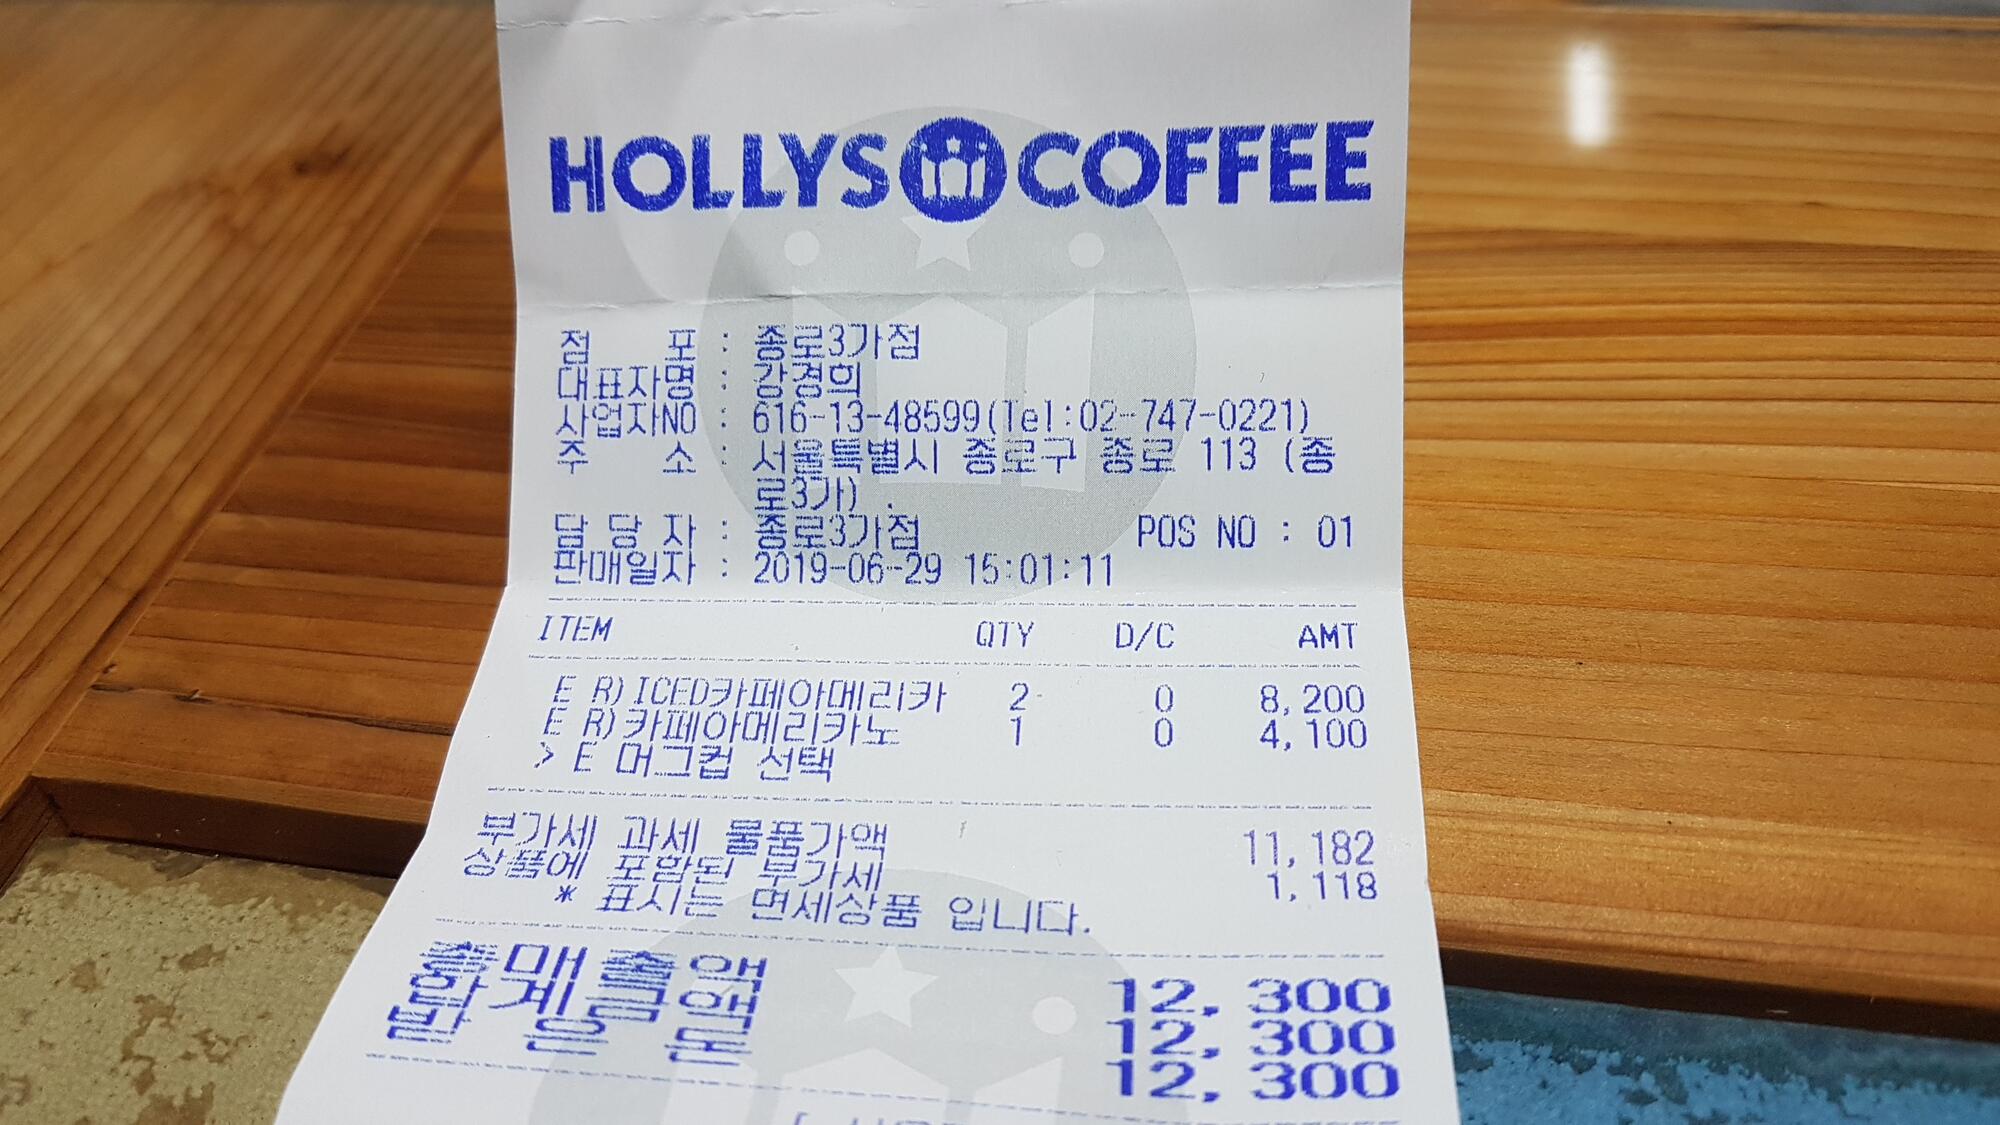 HOLLYS COFFEE
점 포 : 종로3가점
대표자명 : 강경희
사업자NO : 616-13-48599(Tel:02-747-0221)
주 소 : 서울특별시 종로구 종로 113 (종
로3가) .
담 당 자 : 종로3가점 POS NO : 01
판매일자 : 2019-06-29 15:01:11
ITEM QTY D/C AMT
E R)ICED카페아메리카 2 0 8,200
E R)카페아메리카노 1 0 4,100
> E 머그컵 선택
부가세 과세 물품가액 11,182
상품에 포함된 부가세 1,118
* 표시는 면세상품 입니다.
총매출액 12,300
합계금액 12,300
받은돈 12,300